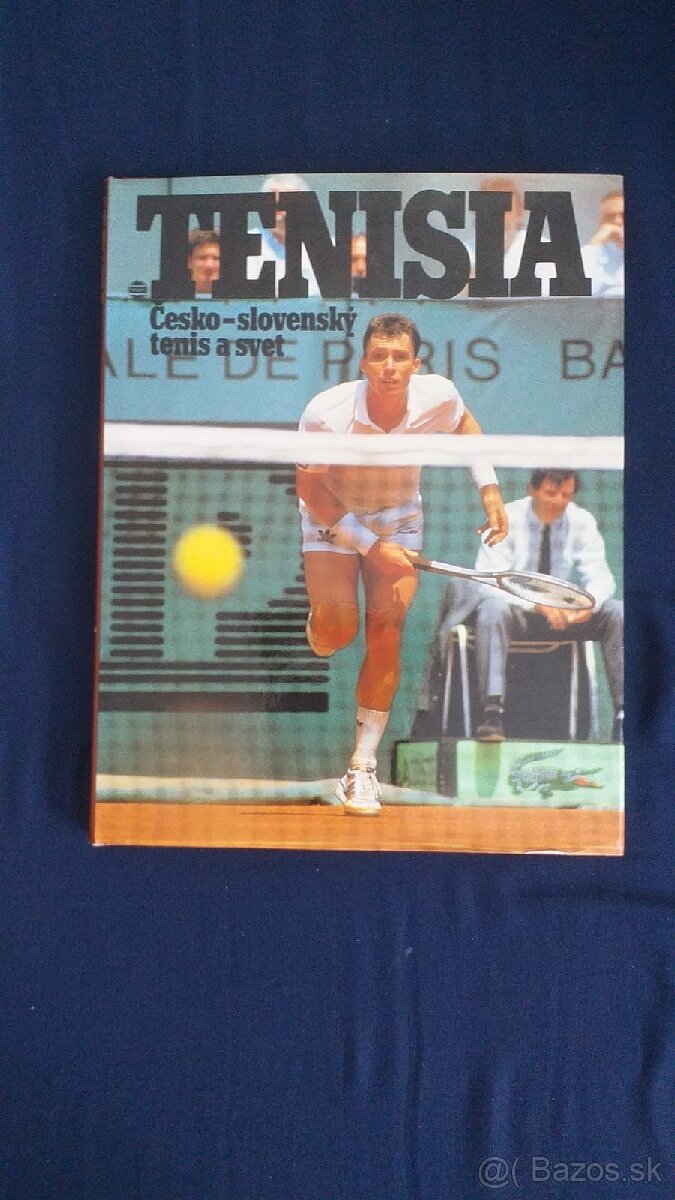 TENISIA
Česko-slovenský
tenis a svet
ALE DE PARIS BA
@( Bazos.sk